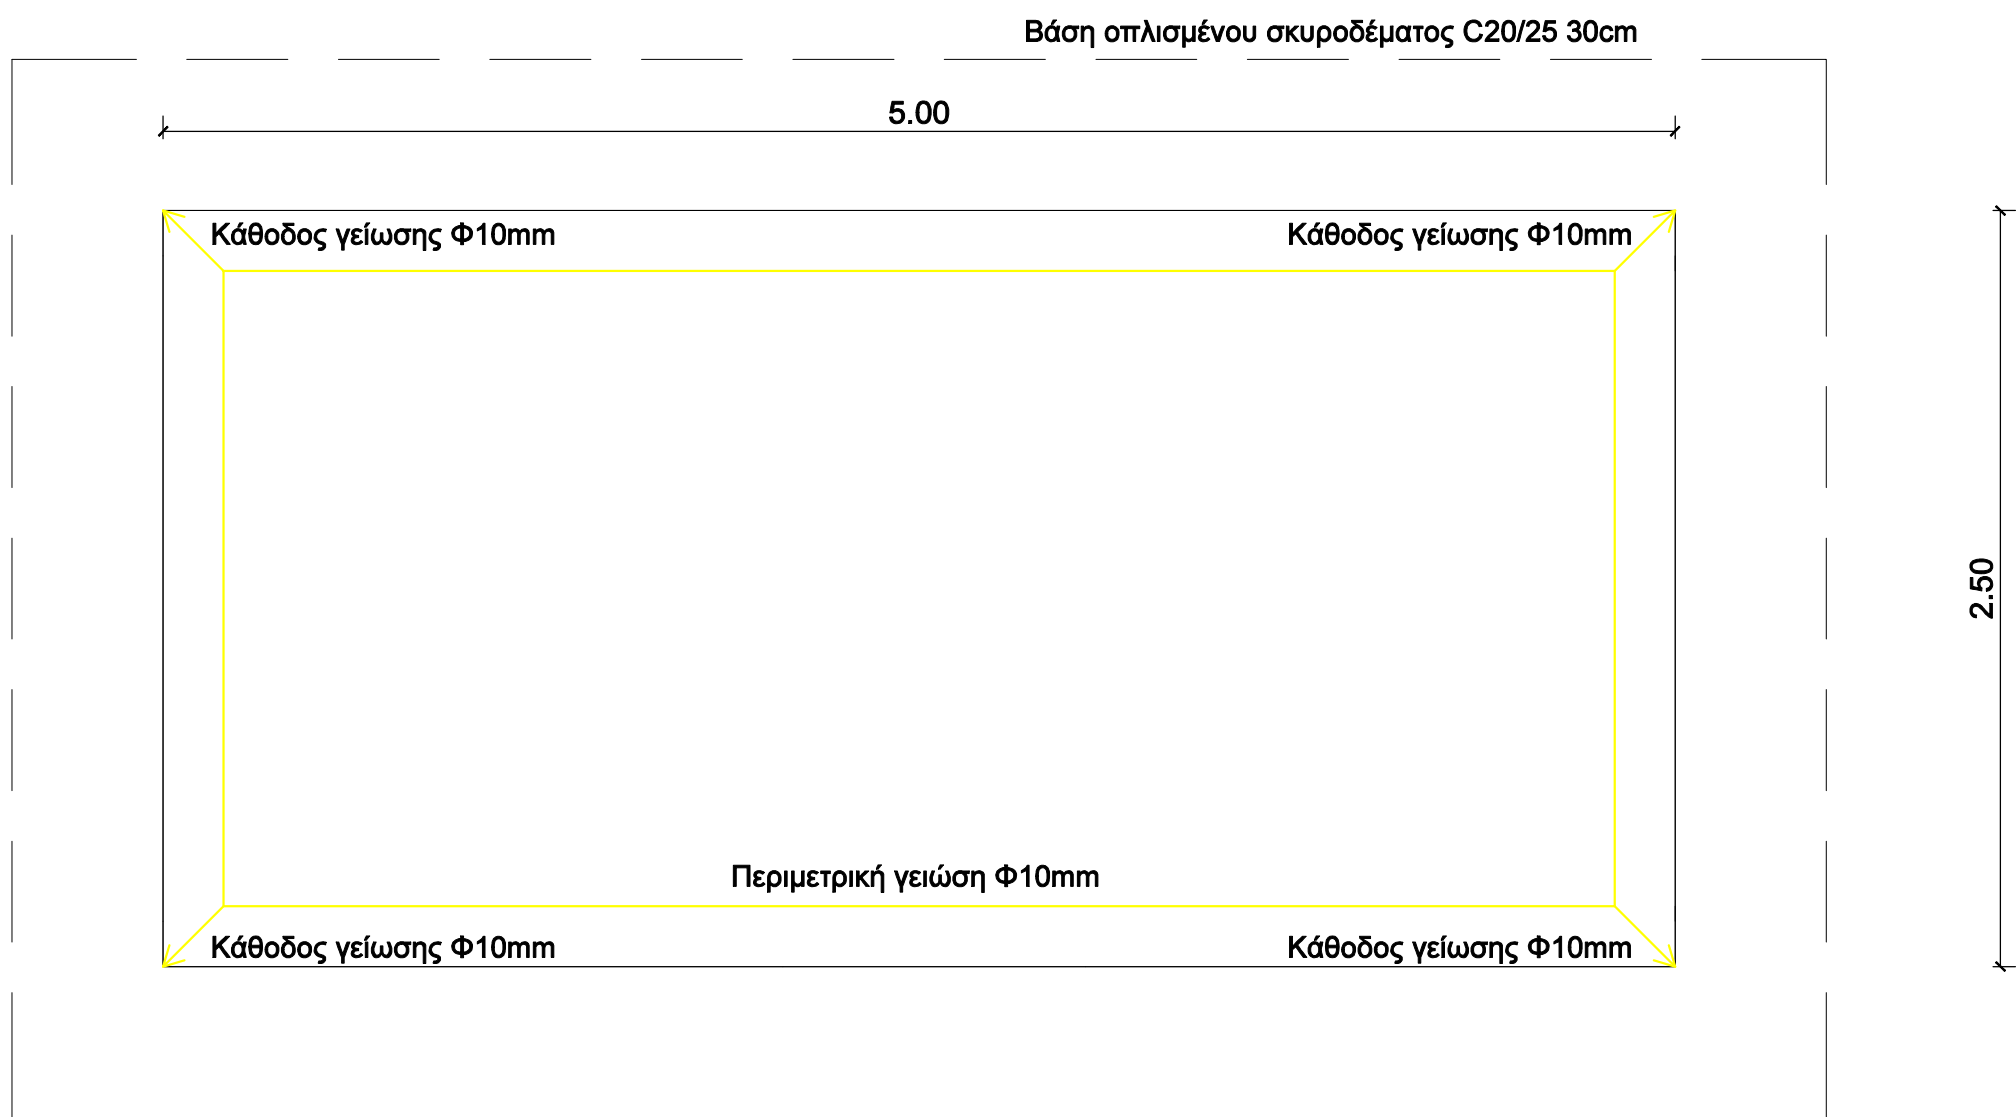 Βάση οπλισμένου σκυροδέματος C20/25 30cm
5.00
Κάθοδος γείωσης Φ10mm
Κάθοδος γείωσης Φ10mm
2.50
Περιμετρική γειώση Φ10mm
Κάθοδος γείωσης Φ10mm
Κάθοδος γείωσης Φ10mm